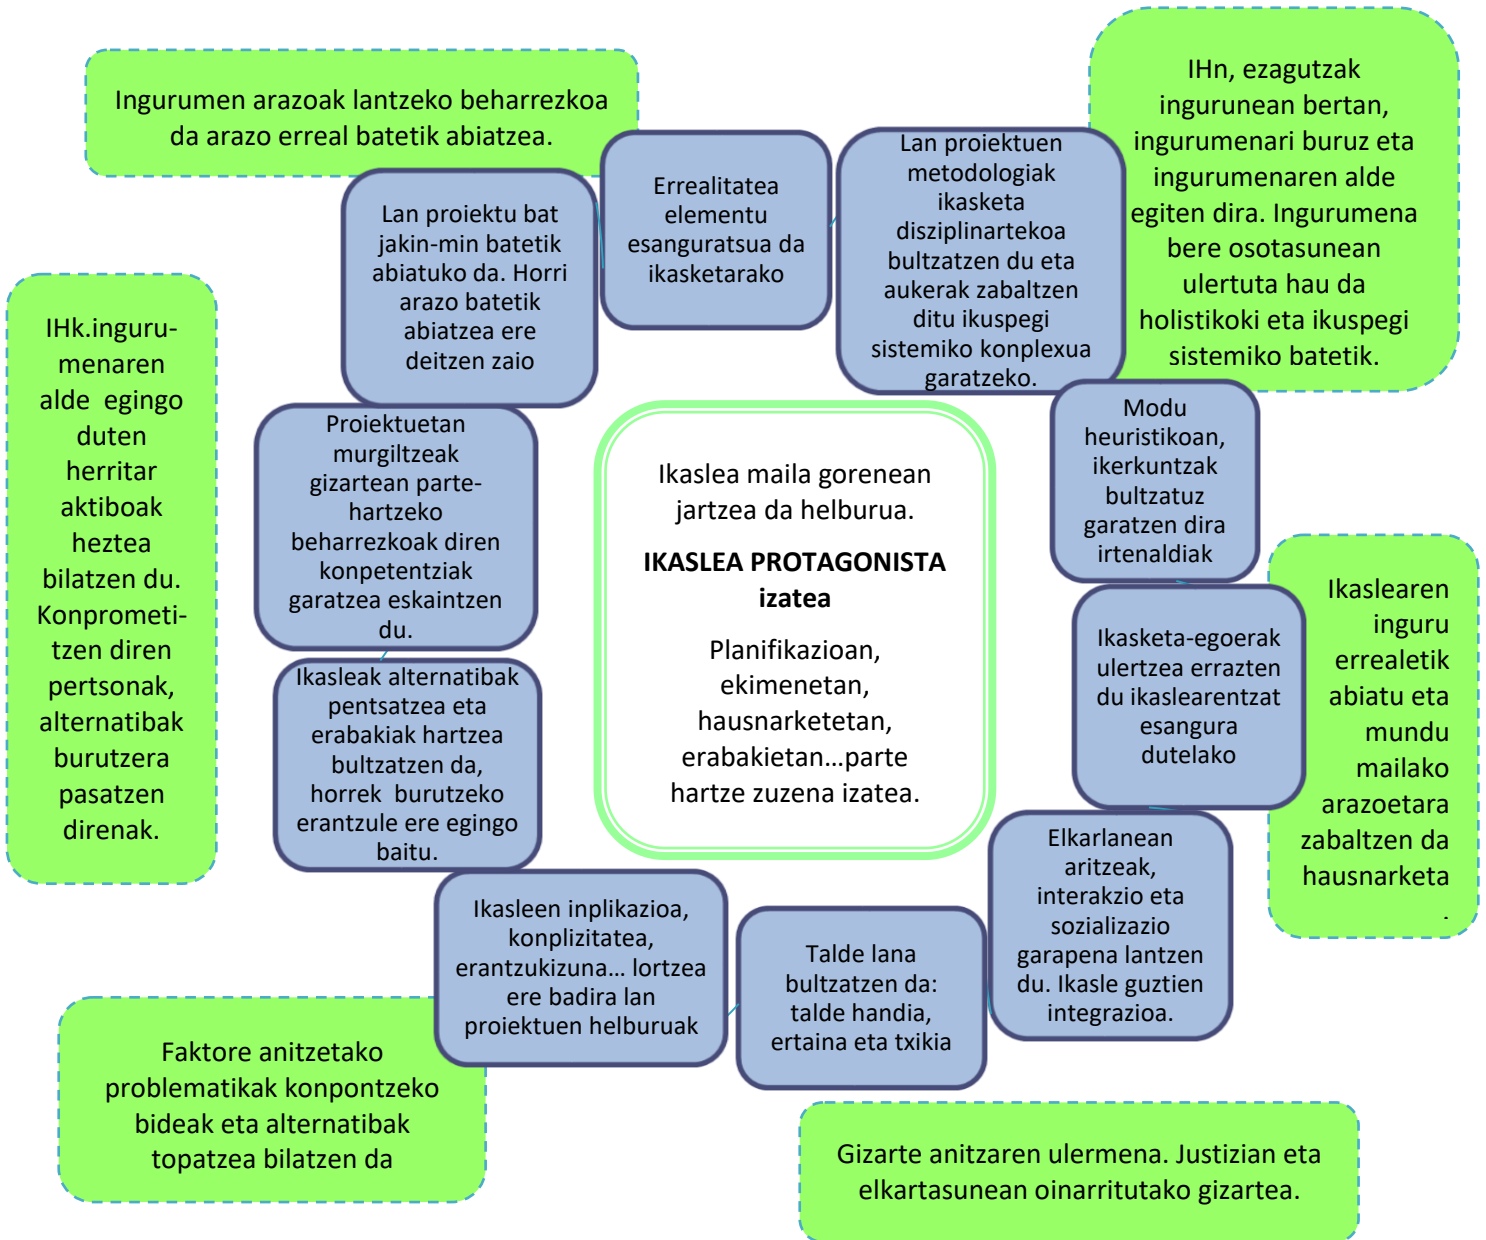 Ingurumen arazoak lantzeko beharrezkoa
da arazo erreal batetik abiatzea.
IHn, ezagutzak
ingurunean bertan,
ingurumenari buruz eta
ingurumenaren alde
egiten dira. Ingurumena
bere osotasunean
ulertuta hau da
holistikoki eta ikuspegi
sistemiko batetik.
Errealitatea
elementu
esanguratsua da
ikasketarako
Lan proiektuen
metodologiak
ikasketa
disziplinartekoa
bultzatzen du eta
aukerak zabaltzen
ditu ikuspegi
sistemiko konplexua
garatzeko.
Lan proiektu bat
jakin-min batetik
abiatuko da. Horri
arazo batetik
abiatzea ere
deitzen zaio
IHk.inguru-
menaren
alde  egingo
duten
herritar
aktiboak
heztea
bilatzen du.
Konprometi-
tzen diren
pertsonak,
alternatibak
burutzera
pasatzen
direnak.
Proiektuetan
murgiltzeak
gizartean parte-
hartzeko
beharrezkoak diren
konpetentziak
garatzea eskaintzen
du.
Ikaslea maila gorenean
jartzea da helburua.
IKASLEA PROTAGONISTA
izatea
Planifikazioan,
ekimenetan,
hausnarketetan,
erabakietan...parte
hartze zuzena izatea.
Modu
heuristikoan,
ikerkuntzak
bultzatuz
garatzen dira
irtenaldiak
Ikasketa-egoerak
ulertzea errazten
du ikaslearentzat
esangura
dutelako
Ikaslearen
inguru
errealetik
abiatu eta
mundu
mailako
arazoetara
zabaltzen da
hausnarketa
.
Ikasleak alternatibak
pentsatzea eta
erabakiak hartzea
bultzatzen da,
horrek  burutzeko
erantzule ere egingo
baitu.
Elkarlanean
aritzeak,
interakzio eta
sozializazio
garapena lantzen
du. Ikasle guztien
integrazioa.
Ikasleen inplikazioa,
konplizitatea,
erantzukizuna... lortzea
ere badira lan
proiektuen helburuak
Talde lana
bultzatzen da:
talde handia,
ertaina eta txikia
Faktore anitzetako
problematikak konpontzeko
bideak eta alternatibak
topatzea bilatzen da
Gizarte anitzaren ulermena. Justizian eta
elkartasunean oinarritutako gizartea.